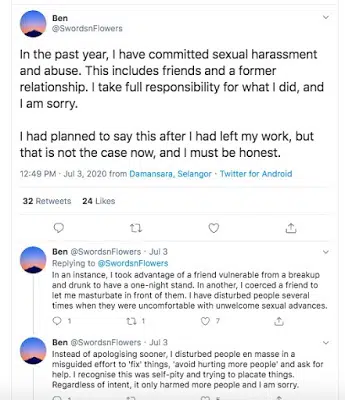 Ben
@SwordsnFlowers
In the past year, I have committed sexual harassment
and abuse. This includes friends and a former
relationship. I take full responsibility for what I did, and
I am sorry.
I had planned to say this after I had left my work, but
that is not the case now, and I must be honest.
12:49 PM · Jul 3, 2020 from Damansara, Selangor · Twitter for Android
32 Retweets 24 Likes
Ben @SwordsnFlowers · Jul 3
Replying to @SwordsnFlowers
In an instance, I took advantage of a friend vulnerable from a breakup
and drunk to have a one-night stand. In another, I coerced a friend to
let me masturbate in front of them. I have disturbed people several
times when they were uncomfortable with unwelcome sexual advances.
1 1 7
Ben @SwordsnFlowers · Jul 3
Instead of apologising sooner, I disturbed people en masse in a
misguided effort to 'fix' things, 'avoid hurting more people' and ask for
help. I recognise this was self-pity and trying to placate things.
Regardless of intent, it only harmed more people and I am sorry.